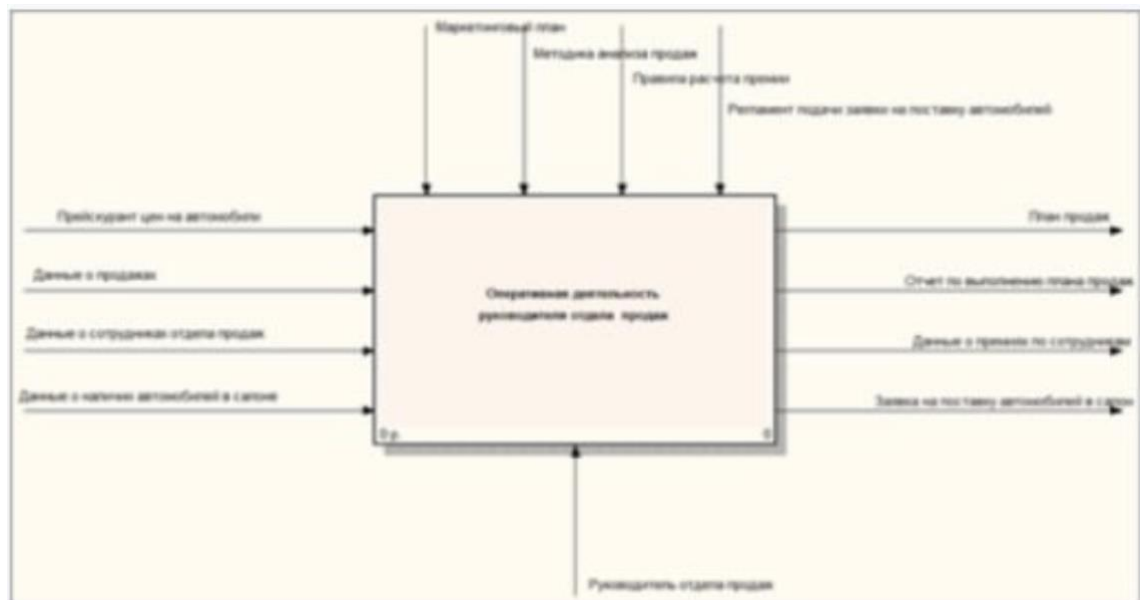 Маркетинговый план
Методика анализа продаж
Правила расчета премии
Регламент подачи заявки на поставку автомобилей
Прейскурант цен на автомобили
План продаж
Данные о продажах
Отчет по выполнению плана продаж
Оперативная деятельность
руководителя отдела продаж
Данные о сотрудниках отдела продаж
Данные о премиях по сотрудникам
Данные о наличии автомобилей в салоне
Заявка на поставку автомобилей в салон
0 р.
0
Руководитель отдела продаж